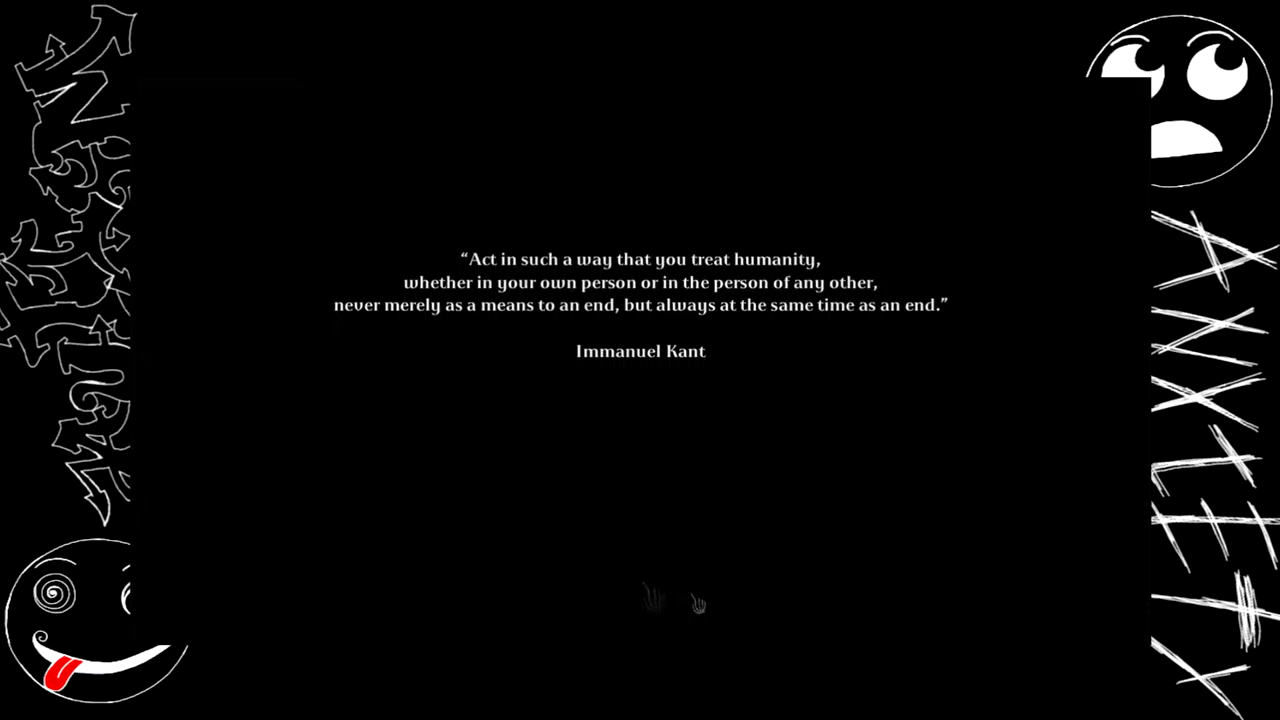 “Act in such a way that you treat humanity,
whether in your own person or in the person of any other,
never merely as a means to an end, but always at the same time as an end.”
Immanuel Kant